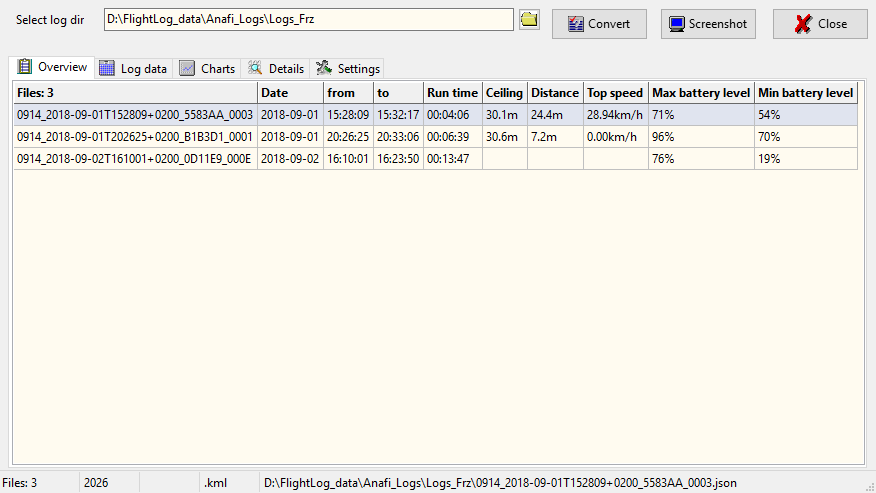 Select log dir D:\FlightLog_data\Anafi_Logs\Logs_Frz Convert Screenshot Close
Overview Log data Charts Details Settings
Files: 3 Date from to Run time Ceiling Distance Top speed Max battery level Min battery level
0914_2018-09-01T152809+0200_5583AA_0003 2018-09-01 15:28:09 15:32:17 00:04:06 30.1m 24.4m 28.94km/h 71% 54%
0914_2018-09-01T202625+0200_B1B3D1_0001 2018-09-01 20:26:25 20:33:06 00:06:39 30.6m 7.2m 0.00km/h 96% 70%
0914_2018-09-02T161001+0200_0D11E9_000E 2018-09-02 16:10:01 16:23:50 00:13:47 76% 19%
Files: 3 2026 .kml D:\FlightLog_data\Anafi_Logs\Logs_Frz\0914_2018-09-01T152809+0200_5583AA_0003.json